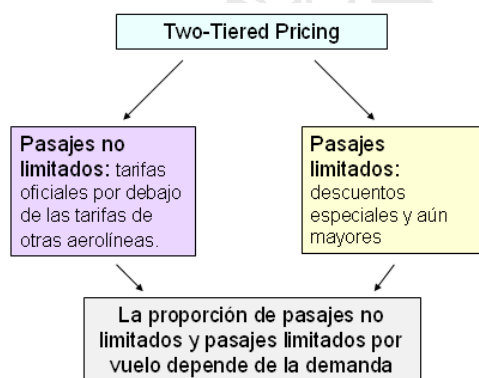 Two-Tiered Pricing
Pasajes no
limitados: tarifas
oficiales por debajo
de las tarifas de
otras aerolíneas.
Pasajes
limitados:
descuentos
especiales y aún
mayores
La proporción de pasajes no
limitados y pasajes limitados por
vuelo depende de la demanda